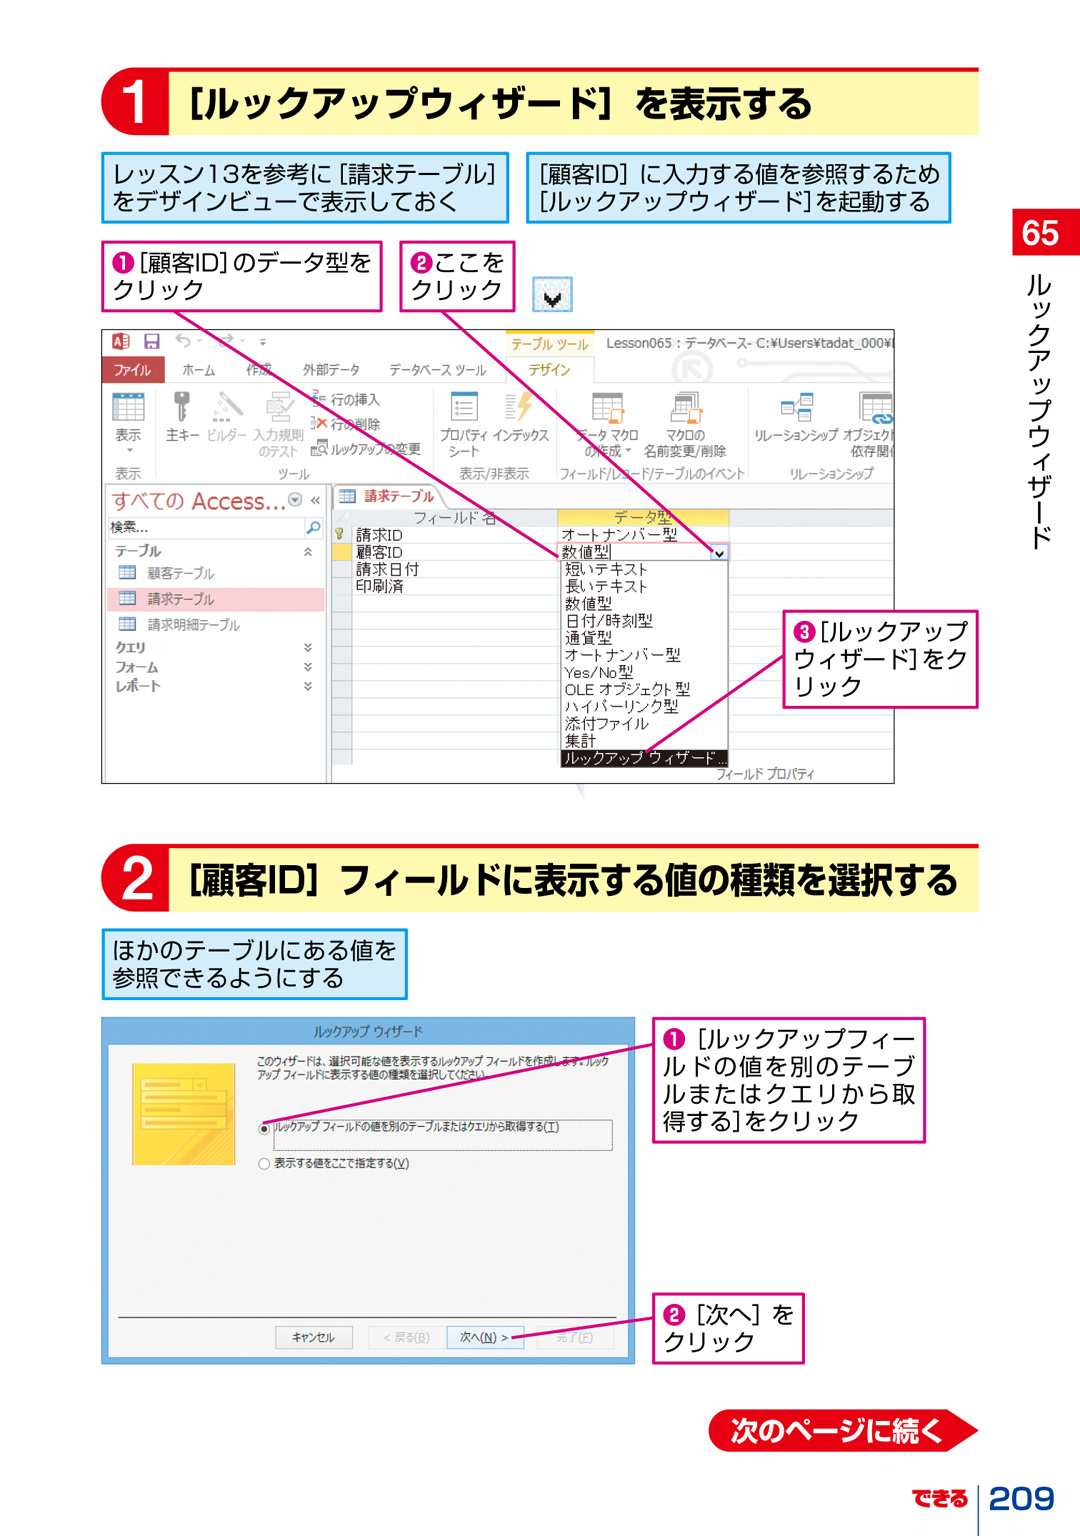 1 ［ルックアップウィザード］を表示する
レッスン13を参考に［請求テーブル］
をデザインビューで表示しておく
［顧客ID］に入力する値を参照するため
［ルックアップウィザード］を起動する
❶［顧客ID］のデータ型を
クリック
❷ここを
クリック
65
ルックアップウィザード
テーブル ツール
Lesson065 : データベース- C:¥Users¥tadat_000¥
ファイル ホーム 作成 外部データ データベース ツール デザイン
表示
主キー ビルダー 入力規則
のテスト
行の挿入
行の削除
ルックアップの変更
プロパティ
シート
インデックス
データ マクロ
の作成
マクロの
名前変更/削除
リレーションシップ
オブジェクト
依存関係
表示 ツール 表示/非表示 フィールド/レコード/テーブルのイベント リレーションシップ
すべての Access... «
検索...
テーブル
顧客テーブル
請求テーブル
請求明細テーブル
クエリ
フォーム
レポート
請求テーブル
フィールド名 データ型
請求ID オートナンバー型
顧客ID 数値型
請求日付
印刷済
短いテキスト
長いテキスト
数値型
日付/時刻型
通貨型
オートナンバー型
Yes/No型
OLE オブジェクト型
ハイパーリンク型
添付ファイル
集計
ルックアップ ウィザード...
フィールド プロパティ
❸［ルックアップ
ウィザード］をク
リック
2 ［顧客ID］フィールドに表示する値の種類を選択する
ほかのテーブルにある値を
参照できるようにする
ルックアップ ウィザード
このウィザードは、選択可能な値を表示するルックアップ フィールドを作成します。ルック
アップ フィールドに表示する値の種類を選択してください。
ルックアップ フィールドの値を別のテーブルまたはクエリから取得する(T)
表示する値をここで指定する(V)
キャンセル < 戻る(B) 次へ(N) > 完了(F)
❶［ルックアップフィー
ルドの値を別のテーブ
ルまたはクエリから取
得する］をクリック
❷［次へ］を
クリック
次のページに続く
できる 209